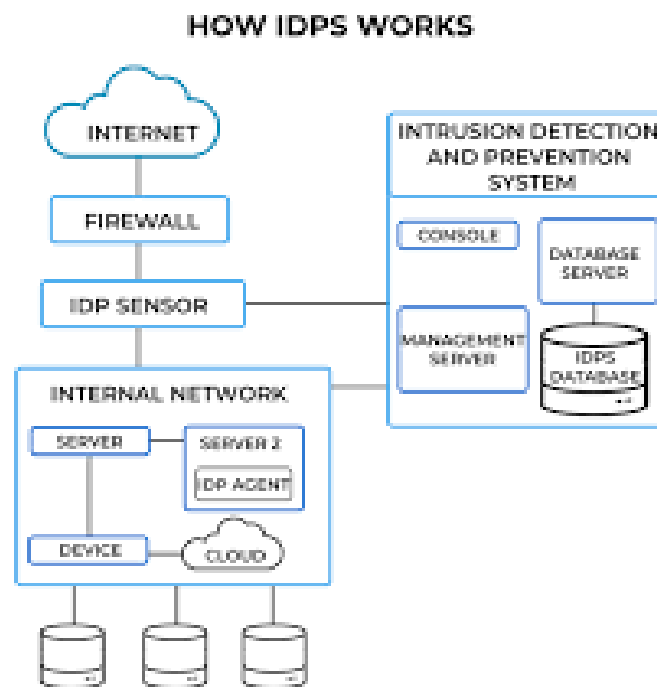 HOW IDPS WORKS
INTERNET
FIREWALL
IDP SENSOR
INTRUSION DETECTION
AND PREVENTION
SYSTEM
CONSOLE
DATABASE
SERVER
MANAGEMENT
SERVER
IDPS
DATABASE
INTERNAL NETWORK
SERVER
SERVER 2
IDP AGENT
DEVICE
CLOUD